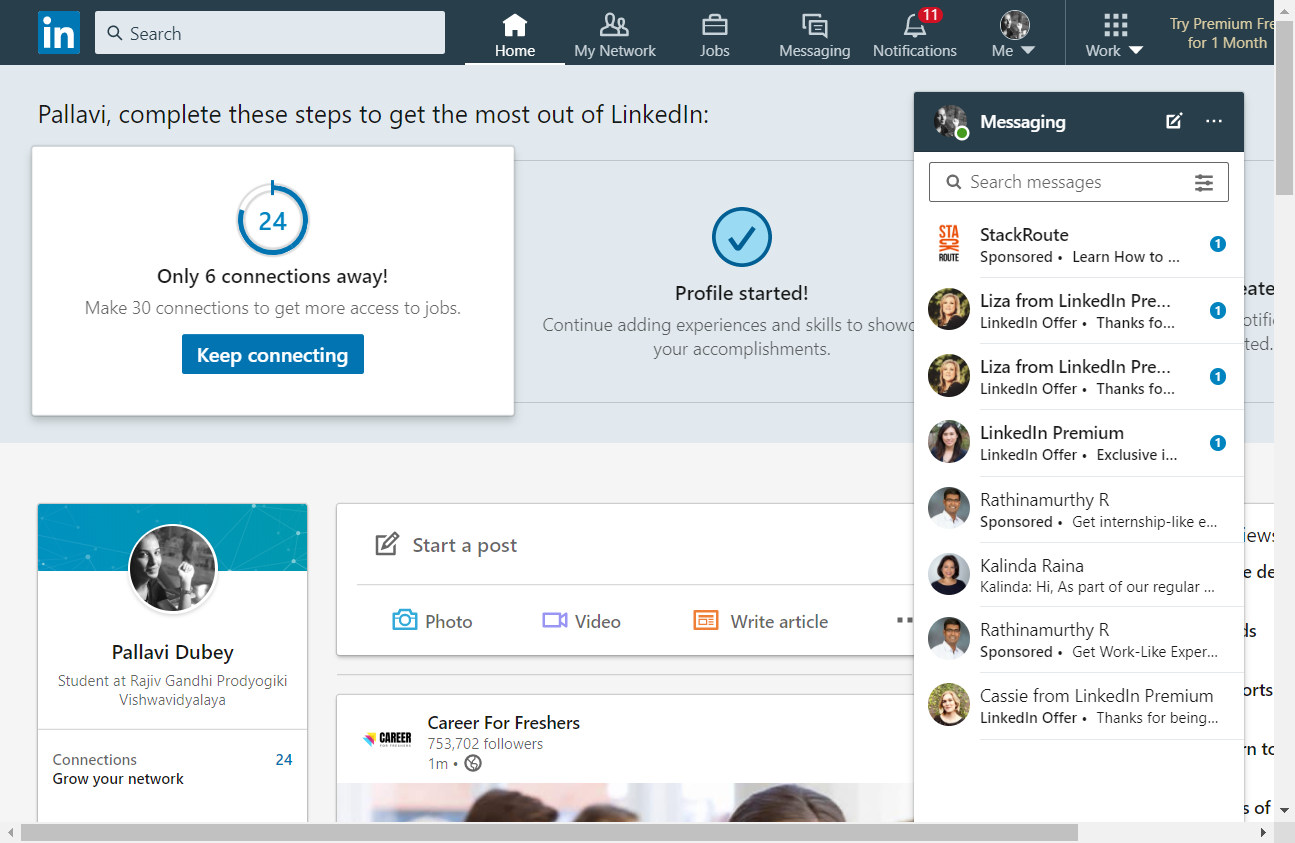 in
Search
Home
My Network
Jobs
Messaging
11
Notifications
Me
Work
Try Premium Fre
for 1 Month
Pallavi, complete these steps to get the most out of LinkedIn:
24
Only 6 connections away!
Make 30 connections to get more access to jobs.
Keep connecting
Profile started!
Continue adding experiences and skills to showc
your accomplishments.
eate
otific
ted.
Messaging
Search messages
STACKROUTE
StackRoute
Sponsored • Learn How to ...
1
Liza from LinkedIn Pre...
LinkedIn Offer • Thanks fo...
1
Liza from LinkedIn Pre...
LinkedIn Offer • Thanks fo...
1
LinkedIn Premium
LinkedIn Offer • Exclusive i...
1
Rathinamurthy R
Sponsored • Get internship-like e...
Kalinda Raina
Kalinda: Hi, As part of our regular ...
Rathinamurthy R
Sponsored • Get Work-Like Exper...
Cassie from LinkedIn Premium
LinkedIn Offer • Thanks for being...
Pallavi Dubey
Student at Rajiv Gandhi Prodyogiki
Vishwavidyalaya
Connections 24
Grow your network
Start a post
Photo
Video
Write article
CAREER
FOR FRESHERS
Career For Freshers
753,702 followers
1m •
iews
e de
ds
orts
n to
s of